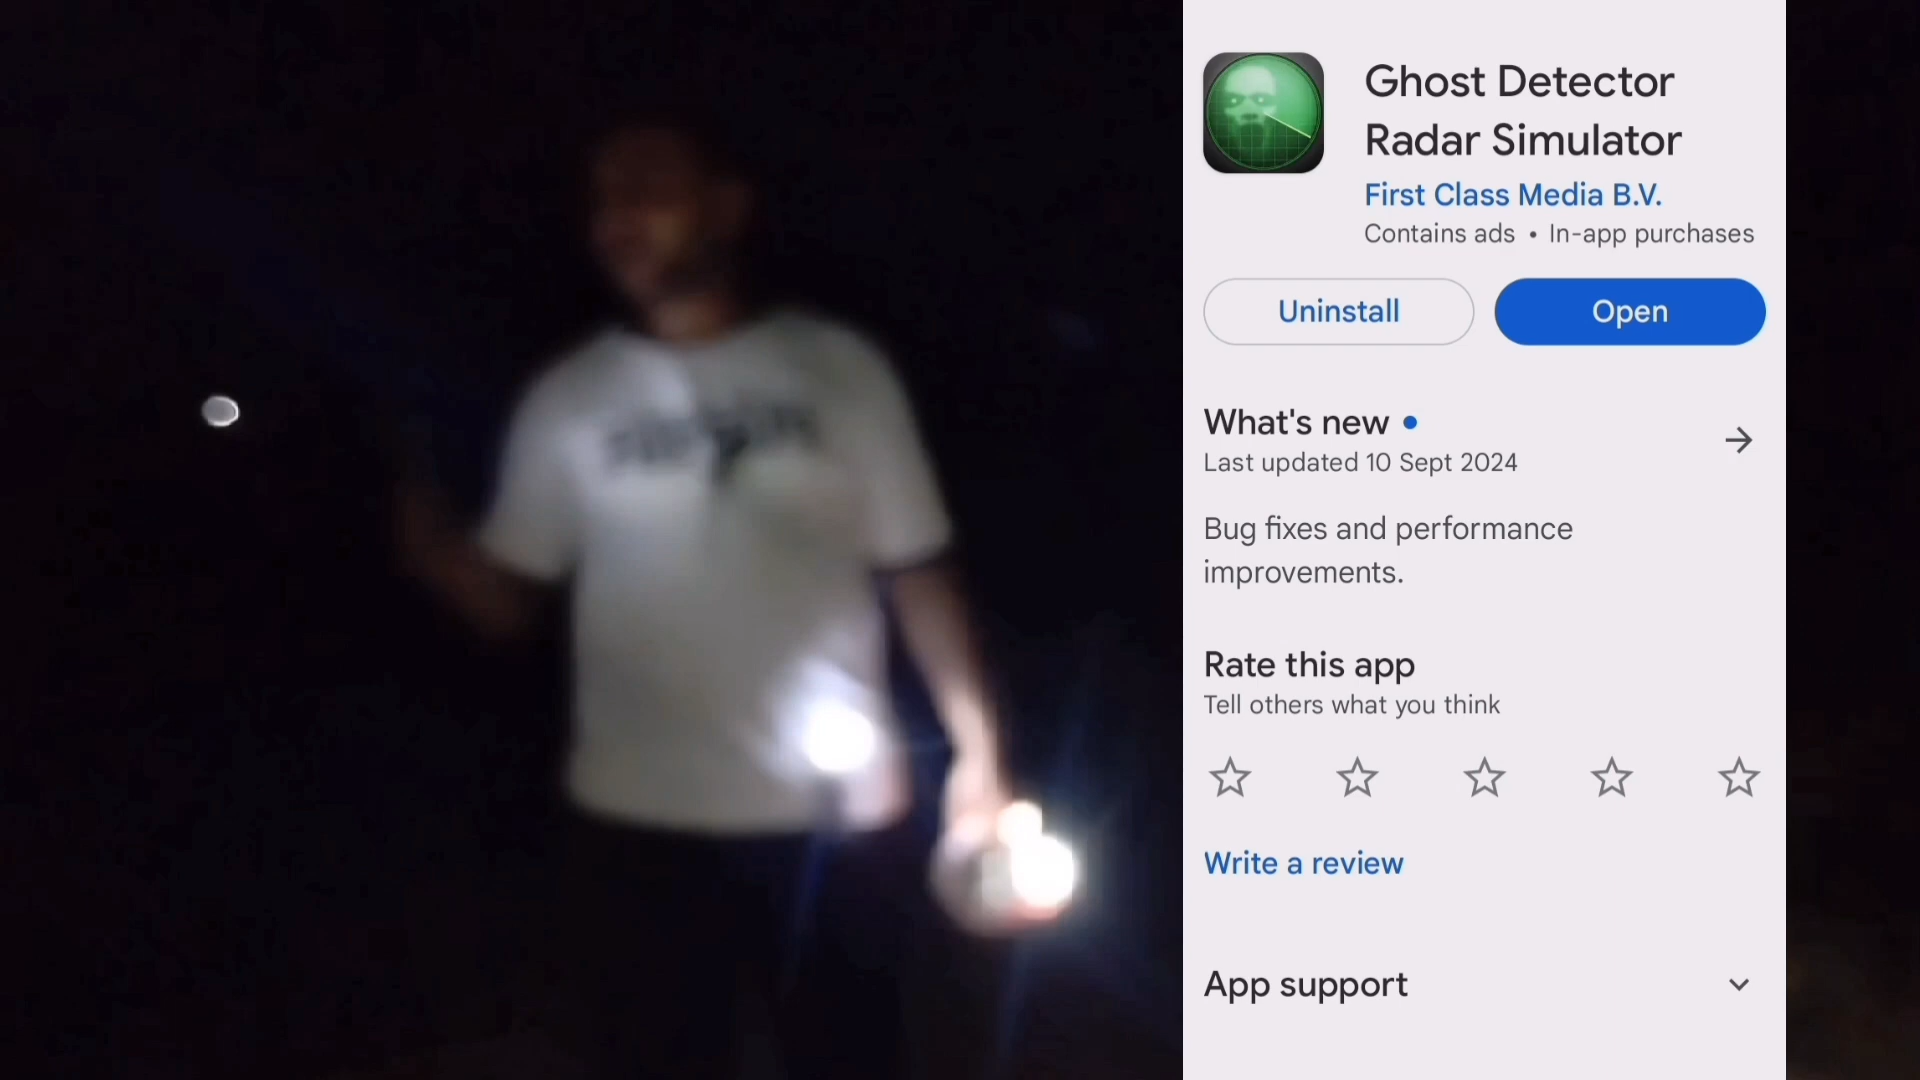 Ghost Detector
Radar Simulator
First Class Media B.V.
Contains ads • In-app purchases
Uninstall
Open
What's new
Last updated 10 Sept 2024
Bug fixes and performance
improvements.
Rate this app
Tell others what you think
Write a review
App support